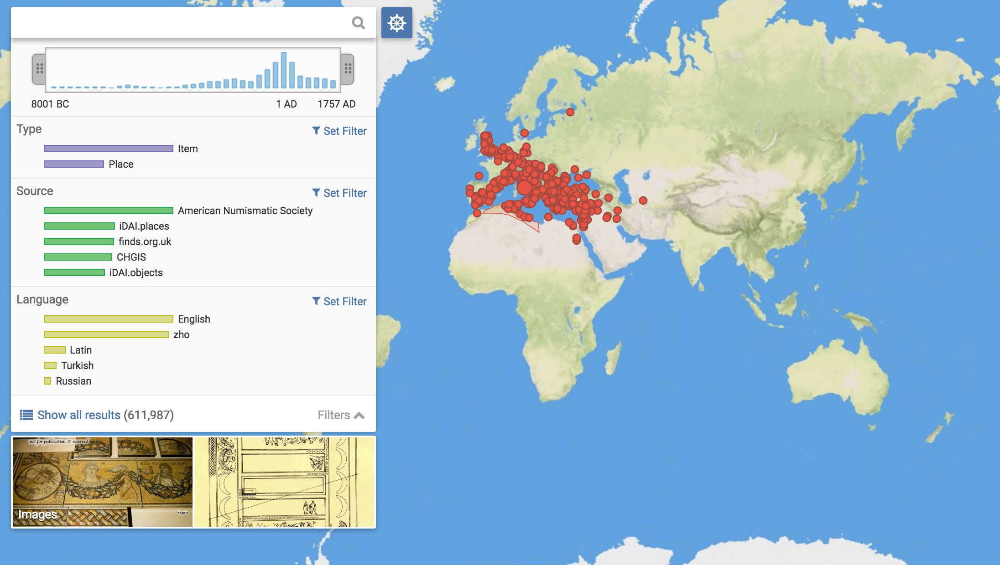 8001 BC
1 AD
1757 AD
Type
Set Filter
Item
Place
Source
Set Filter
American Numismatic Society
iDAI.places
finds.org.uk
CHGIS
iDAI.objects
Language
Set Filter
English
zho
Latin
Turkish
Russian
Show all results (611,987)
Filters
not for publication, © reserved
Images
Repro